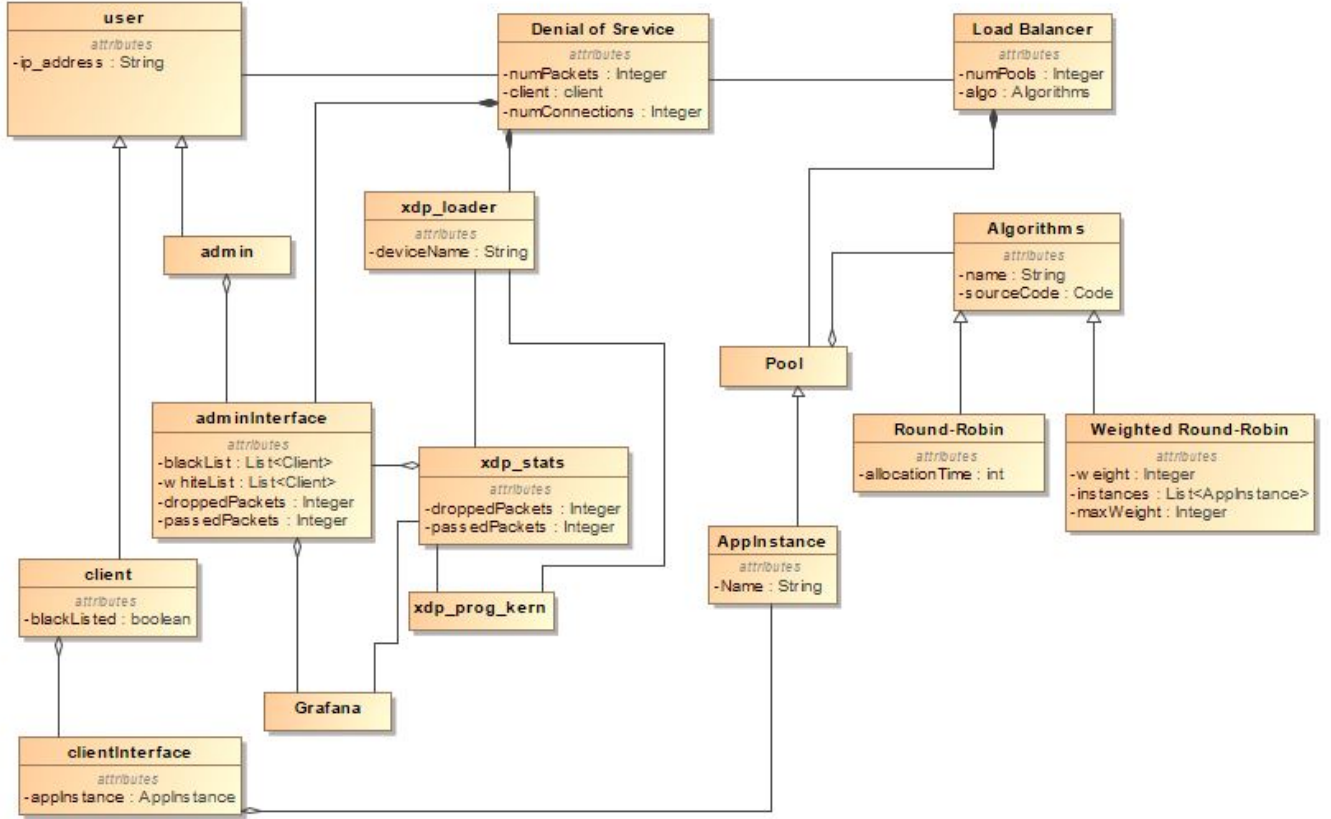 user
attributes
-ip_address : String
Denial of Srevice
attributes
-numPackets : Integer
-client : client
-numConnections : Integer
Load Balancer
attributes
-numPools : Integer
-algo : Algorithms
xdp_loader
attributes
-deviceName : String
admin
Algorithms
attributes
-name : String
-sourceCode : Code
Pool
adminInterface
attributes
-blackList : List<Client>
-whiteList : List<Client>
-droppedPackets : Integer
-passedPackets : Integer
xdp_stats
attributes
-droppedPackets : Integer
-passedPackets : Integer
Round-Robin
attributes
-allocationTime : int
Weighted Round-Robin
attributes
-weight : Integer
-instances : List<AppInstance>
-maxWeight : Integer
AppInstance
attributes
-Name : String
client
attributes
-blackListed : boolean
xdp_prog_kern
Grafana
clientInterface
attributes
-appInstance : AppInstance